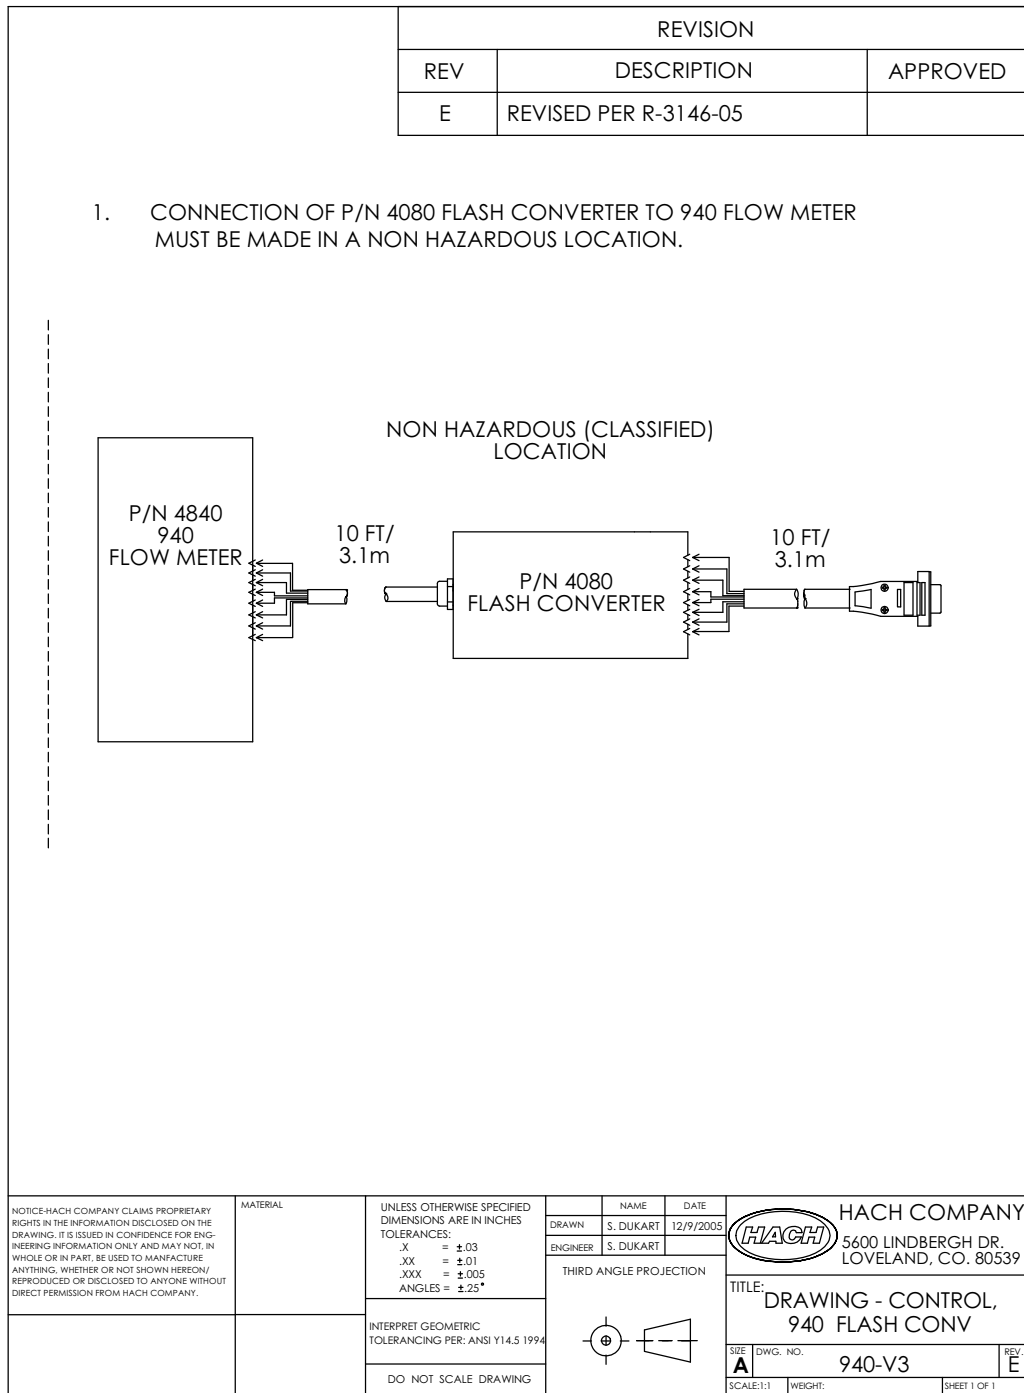 REVISION
REV DESCRIPTION APPROVED
E REVISED PER R-3146-05
1. CONNECTION OF P/N 4080 FLASH CONVERTER TO 940 FLOW METER
MUST BE MADE IN A NON HAZARDOUS LOCATION.
NON HAZARDOUS (CLASSIFIED)
LOCATION
P/N 4840
940
FLOW METER
10 FT/
3.1m
P/N 4080
FLASH CONVERTER
10 FT/
3.1m
NOTICE-HACH COMPANY CLAIMS PROPRIETARY
RIGHTS IN THE INFORMATION DISCLOSED ON THE
DRAWING. IT IS ISSUED IN CONFIDENCE FOR ENG-
INEERING INFORMATION ONLY AND MAY NOT, IN
WHOLE OR IN PART, BE USED TO MANFACTURE
ANYTHING, WHETHER OR NOT SHOWN HEREON/
REPRODUCED OR DISCLOSED TO ANYONE WITHOUT
DIRECT PERMISSION FROM HACH COMPANY.
MATERIAL
UNLESS OTHERWISE SPECIFIED
DIMENSIONS ARE IN INCHES
TOLERANCES:
.X = ±.03
.XX = ±.01
.XXX = ±.005
ANGLES = ±.25°
INTERPRET GEOMETRIC
TOLERANCING PER: ANSI Y14.5 1994
DO NOT SCALE DRAWING
NAME DATE
DRAWN S. DUKART 12/9/2005
ENGINEER S. DUKART
THIRD ANGLE PROJECTION
HACH
HACH COMPANY
5600 LINDBERGH DR.
LOVELAND, CO. 80539
TITLE:
DRAWING - CONTROL,
940 FLASH CONV
SIZE DWG. NO. REV.
A 940-V3 E
SCALE:1:1 WEIGHT: SHEET 1 OF 1